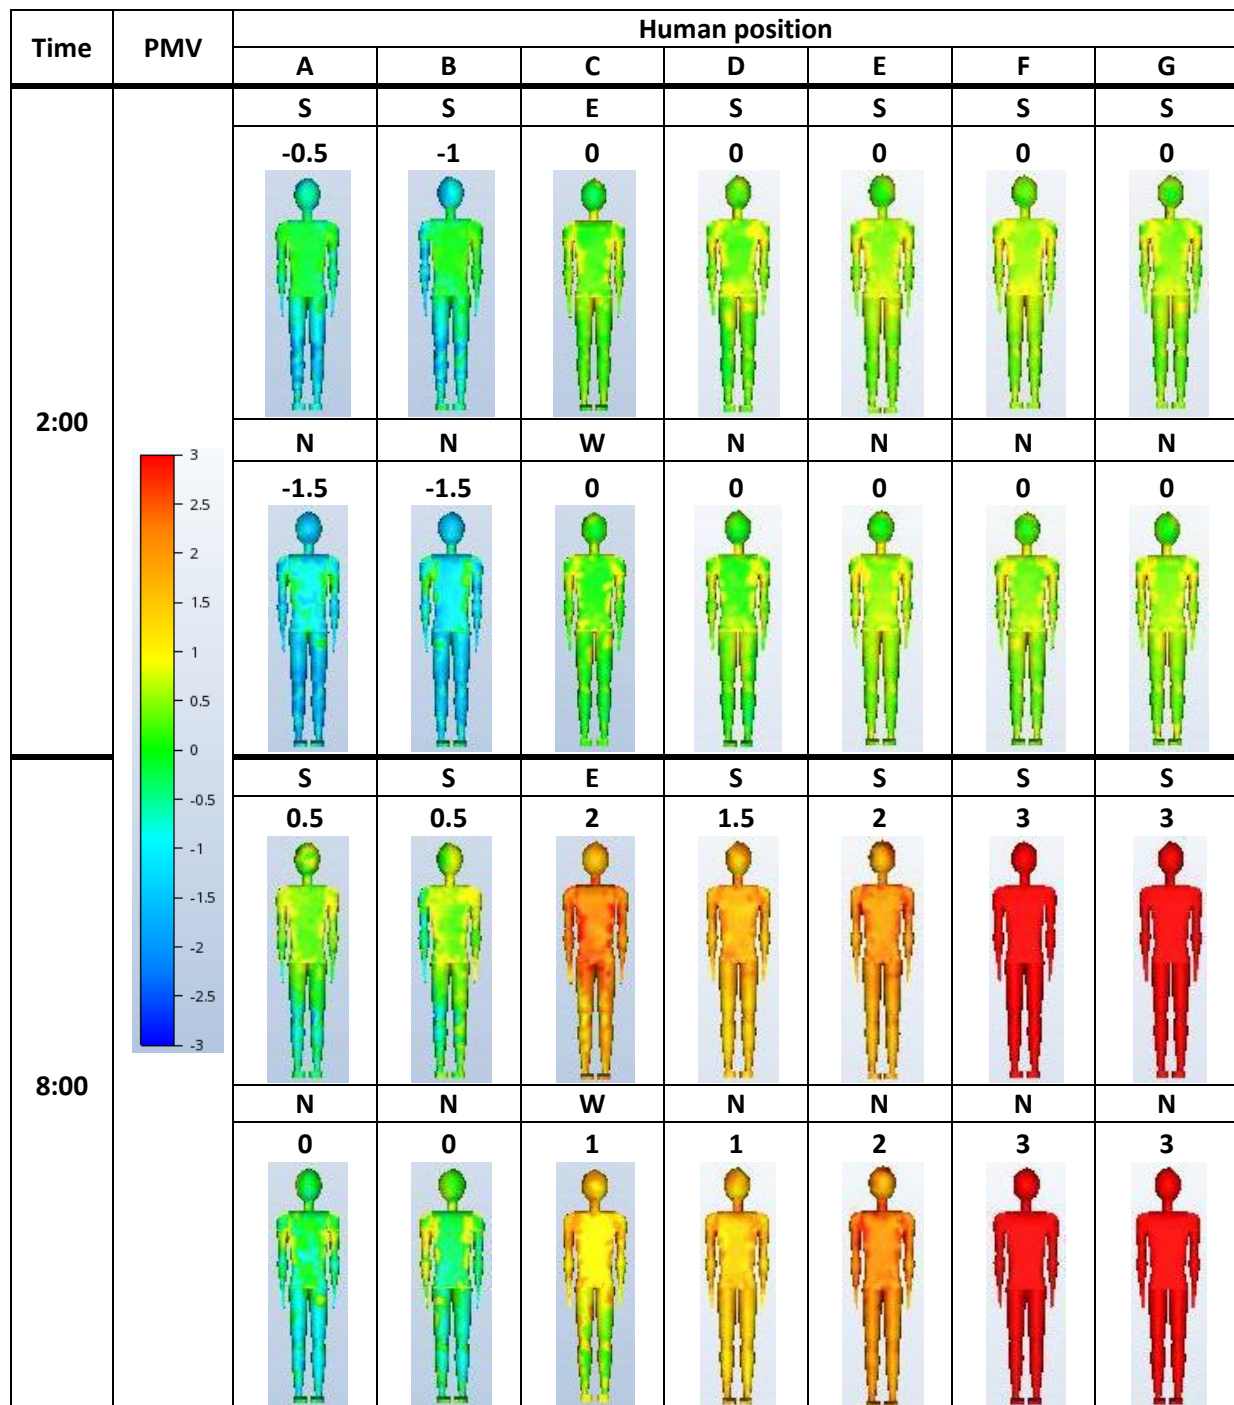 Time PMV Human position
A B C D E F G
S S E S S S S
-0.5 -1 0 0 0 0 0
2:00
N N W N N N N
-1.5 -1.5 0 0 0 0 0
3
2.5
2
1.5
1
0.5
0
-0.5
-1
-1.5
-2
-2.5
-3
S S E S S S S
0.5 0.5 2 1.5 2 3 3
8:00
N N W N N N N
0 0 1 1 2 3 3